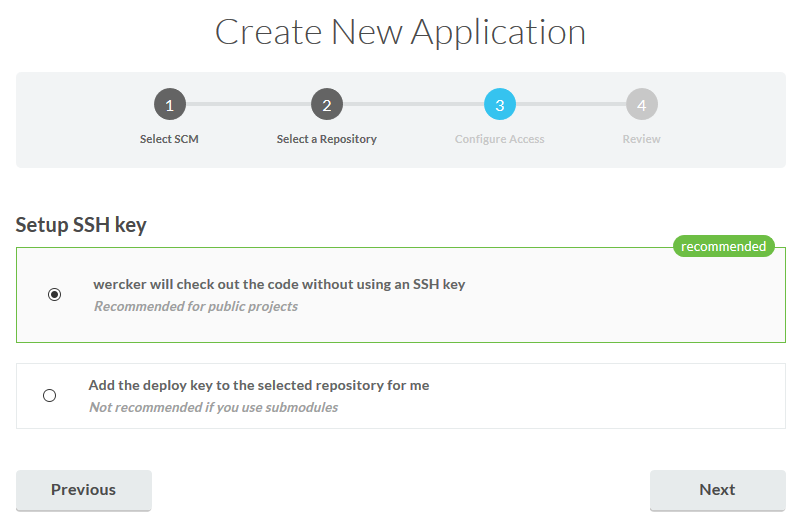 Create New Application
1 2 3 4
Select SCM Select a Repository Configure Access Review
Setup SSH key
recommended
wercker will check out the code without using an SSH key
Recommended for public projects
Add the deploy key to the selected repository for me
Not recommended if you use submodules
Previous Next